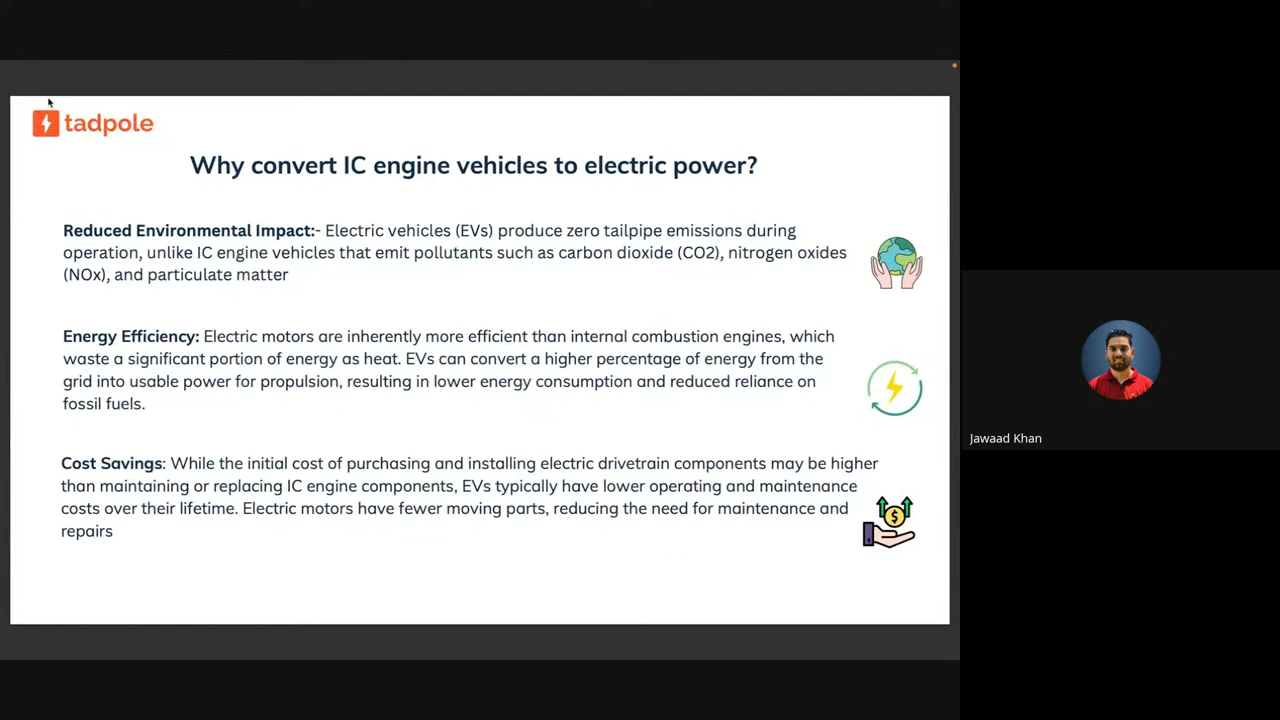 tadpole
Why convert IC engine vehicles to electric power?
Reduced Environmental Impact:- Electric vehicles (EVs) produce zero tailpipe emissions during
operation, unlike IC engine vehicles that emit pollutants such as carbon dioxide (CO2), nitrogen oxides
(NOx), and particulate matter
Energy Efficiency: Electric motors are inherently more efficient than internal combustion engines, which
waste a significant portion of energy as heat. EVs can convert a higher percentage of energy from the
grid into usable power for propulsion, resulting in lower energy consumption and reduced reliance on
fossil fuels.
Cost Savings: While the initial cost of purchasing and installing electric drivetrain components may be higher
than maintaining or replacing IC engine components, EVs typically have lower operating and maintenance
costs over their lifetime. Electric motors have fewer moving parts, reducing the need for maintenance and
repairs
$
Jawaad Khan